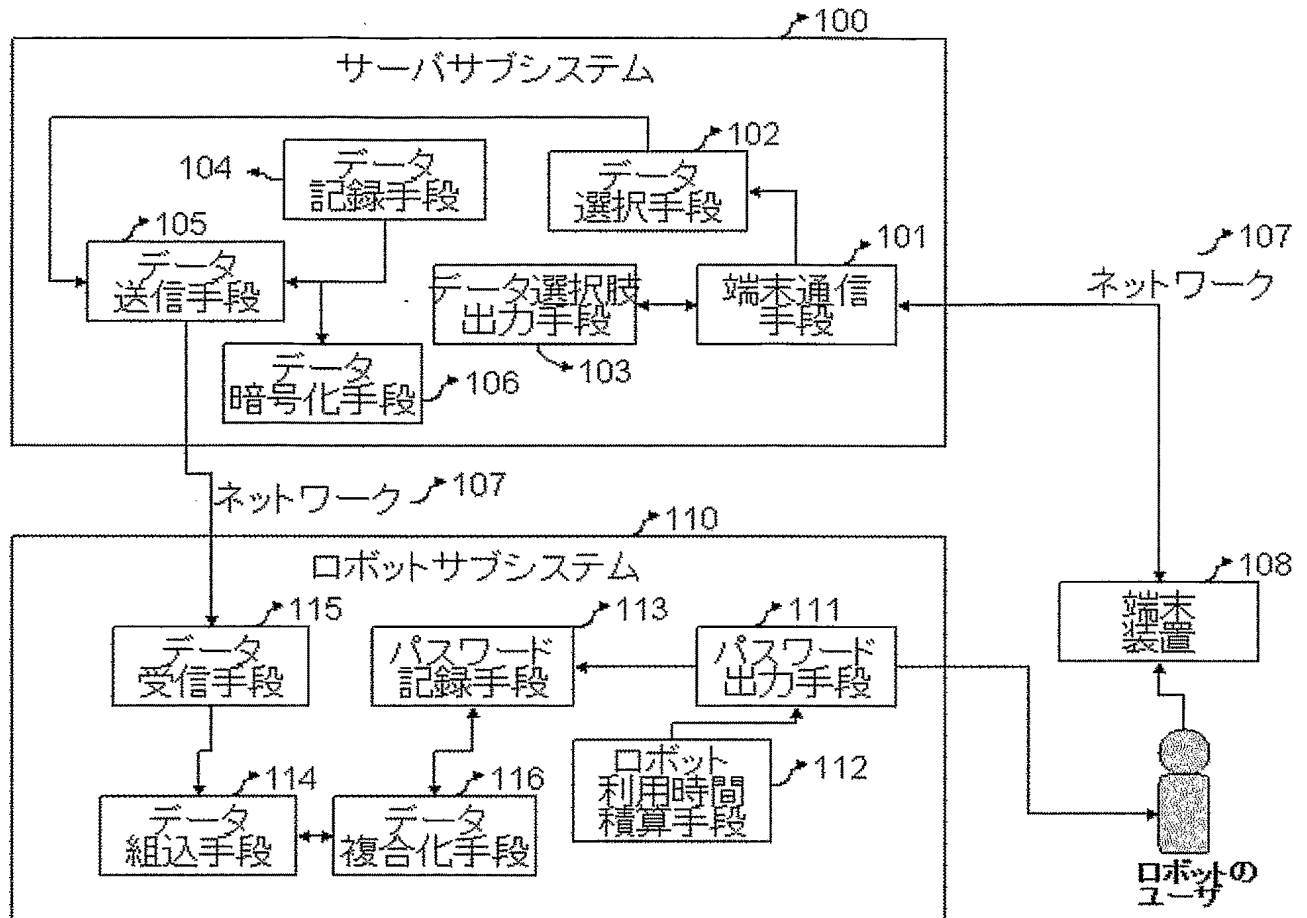 100
サーバサブシステム
102
104
データ
記録手段
データ
選択手段
105
データ
送信手段
101
107
ネットワーク
データ選択肢
出力手段
端末通信
手段
103
データ
暗号化手段
106
ネットワーク
107
110
ロボットサブシステム
108
端末
装置
115
データ
受信手段
113
パスワード
記録手段
111
パスワード
出力手段
114
データ
組込手段
116
データ
複合化手段
ロボット
利用時間
積算手段
112
ロボットの
ユーザ